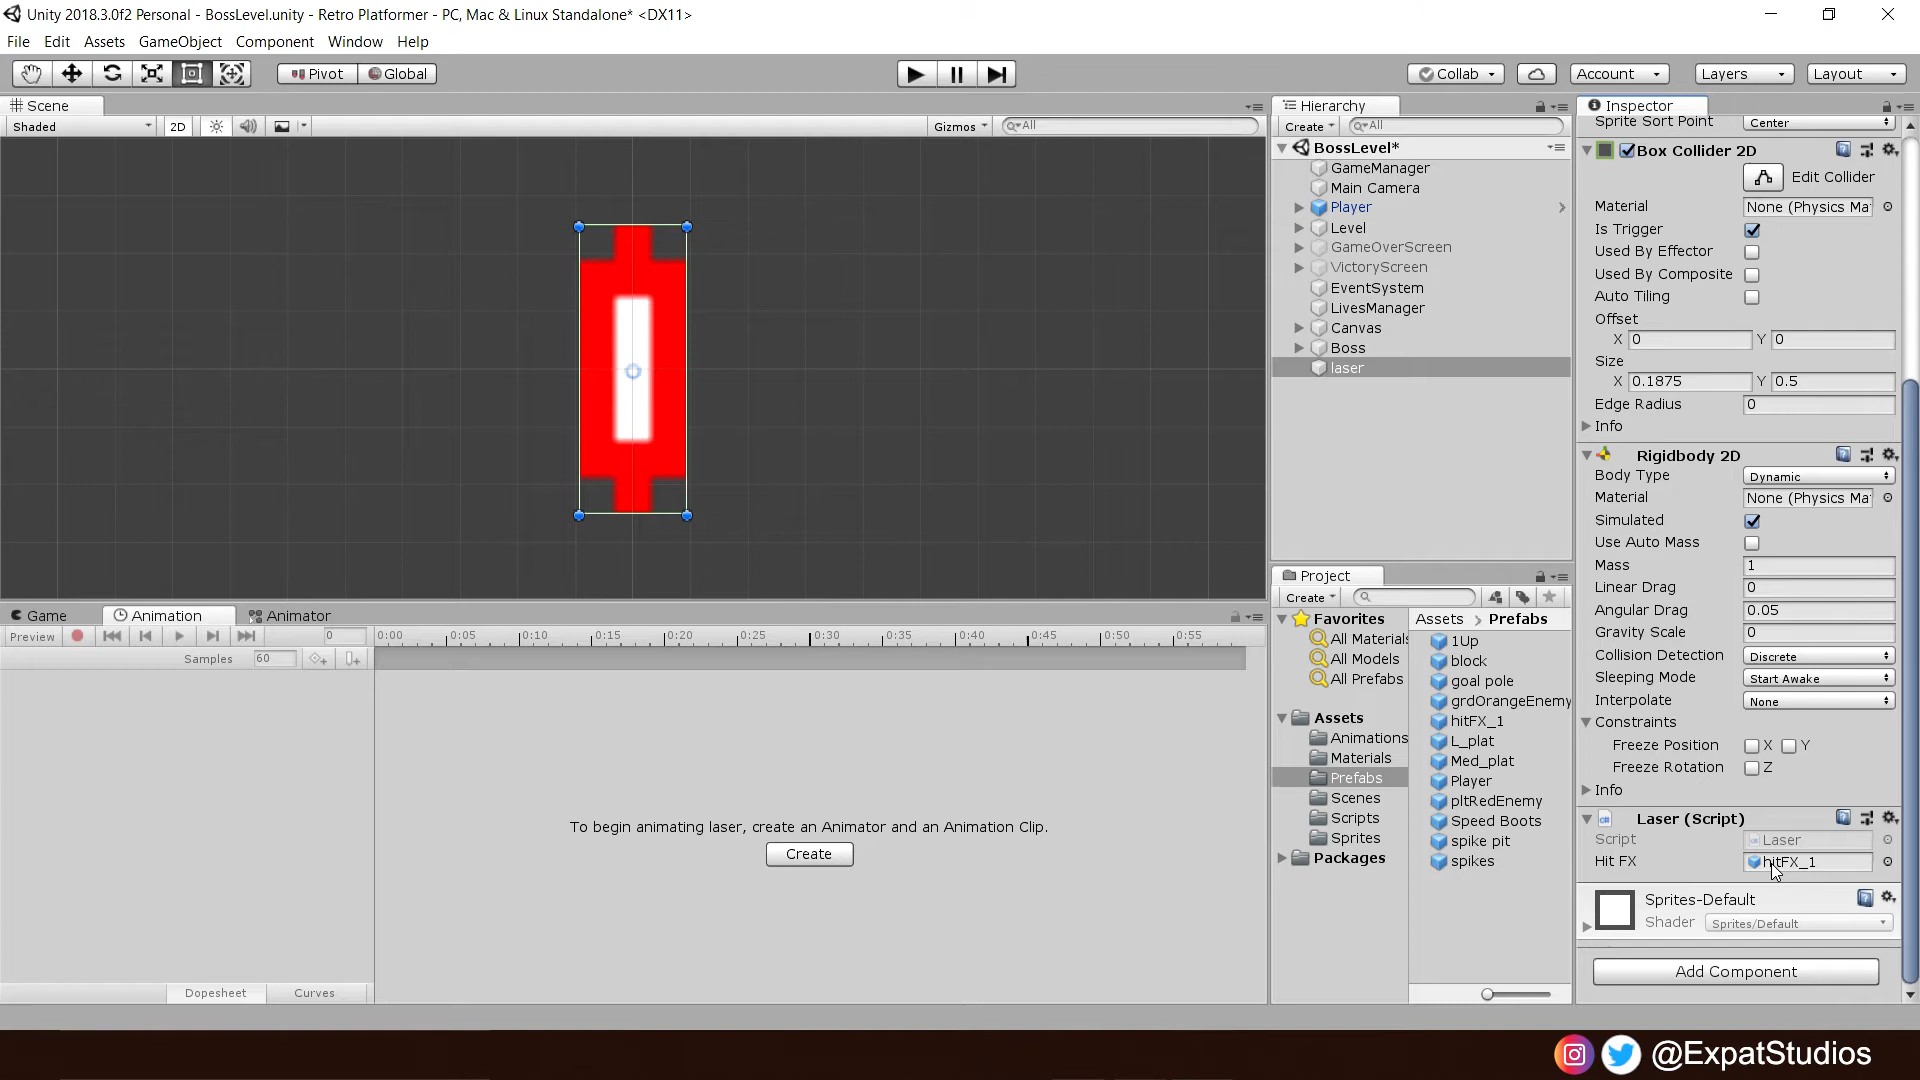 Unity 2018.3.0f2 Personal - BossLevel.unity - Retro Platformer - PC, Mac & Linux Standalone* <DX11>
File Edit Assets GameObject Component Window Help
Pivot Global Collab Account Layers Layout
Scene
Shaded 2D Gizmos All
Hierarchy
Create All
BossLevel*
GameManager
Main Camera
Player
Level
GameOverScreen
VictoryScreen
EventSystem
LivesManager
Canvas
Boss
laser
Inspector
Sprite Sort Point Center
Box Collider 2D
Edit Collider
Material None (Physics Ma
Is Trigger
Used By Effector
Used By Composite
Auto Tiling
Offset
X 0 Y 0
Size
X 0.1875 Y 0.5
Edge Radius 0
Info
Rigidbody 2D
Body Type Dynamic
Material None (Physics Ma
Simulated
Use Auto Mass
Mass 1
Linear Drag 0
Angular Drag 0.05
Gravity Scale 0
Collision Detection Discrete
Sleeping Mode Start Awake
Interpolate None
Constraints
Freeze Position X Y
Freeze Rotation Z
Info
Laser (Script)
Script Laser
Hit FX hitFX_1
Sprites-Default
Shader Sprites/Default
Add Component
Game Animation Animator
Preview 0 0:00 0:05 0:10 0:15 0:20 0:25 0:30 0:35 0:40 0:45 0:50 0:55
Samples 60
To begin animating laser, create an Animator and an Animation Clip.
Create
Dopesheet Curves
Project
Create
Favorites
All Materials
All Models
All Prefabs
Assets
Animations
Materials
Prefabs
Scenes
Scripts
Sprites
Packages
Assets Prefabs
1Up
block
goal pole
grdOrangeEnemy
hitFX_1
L_plat
Med_plat
Player
pltRedEnemy
Speed Boots
spike pit
spikes
@ExpatStudios